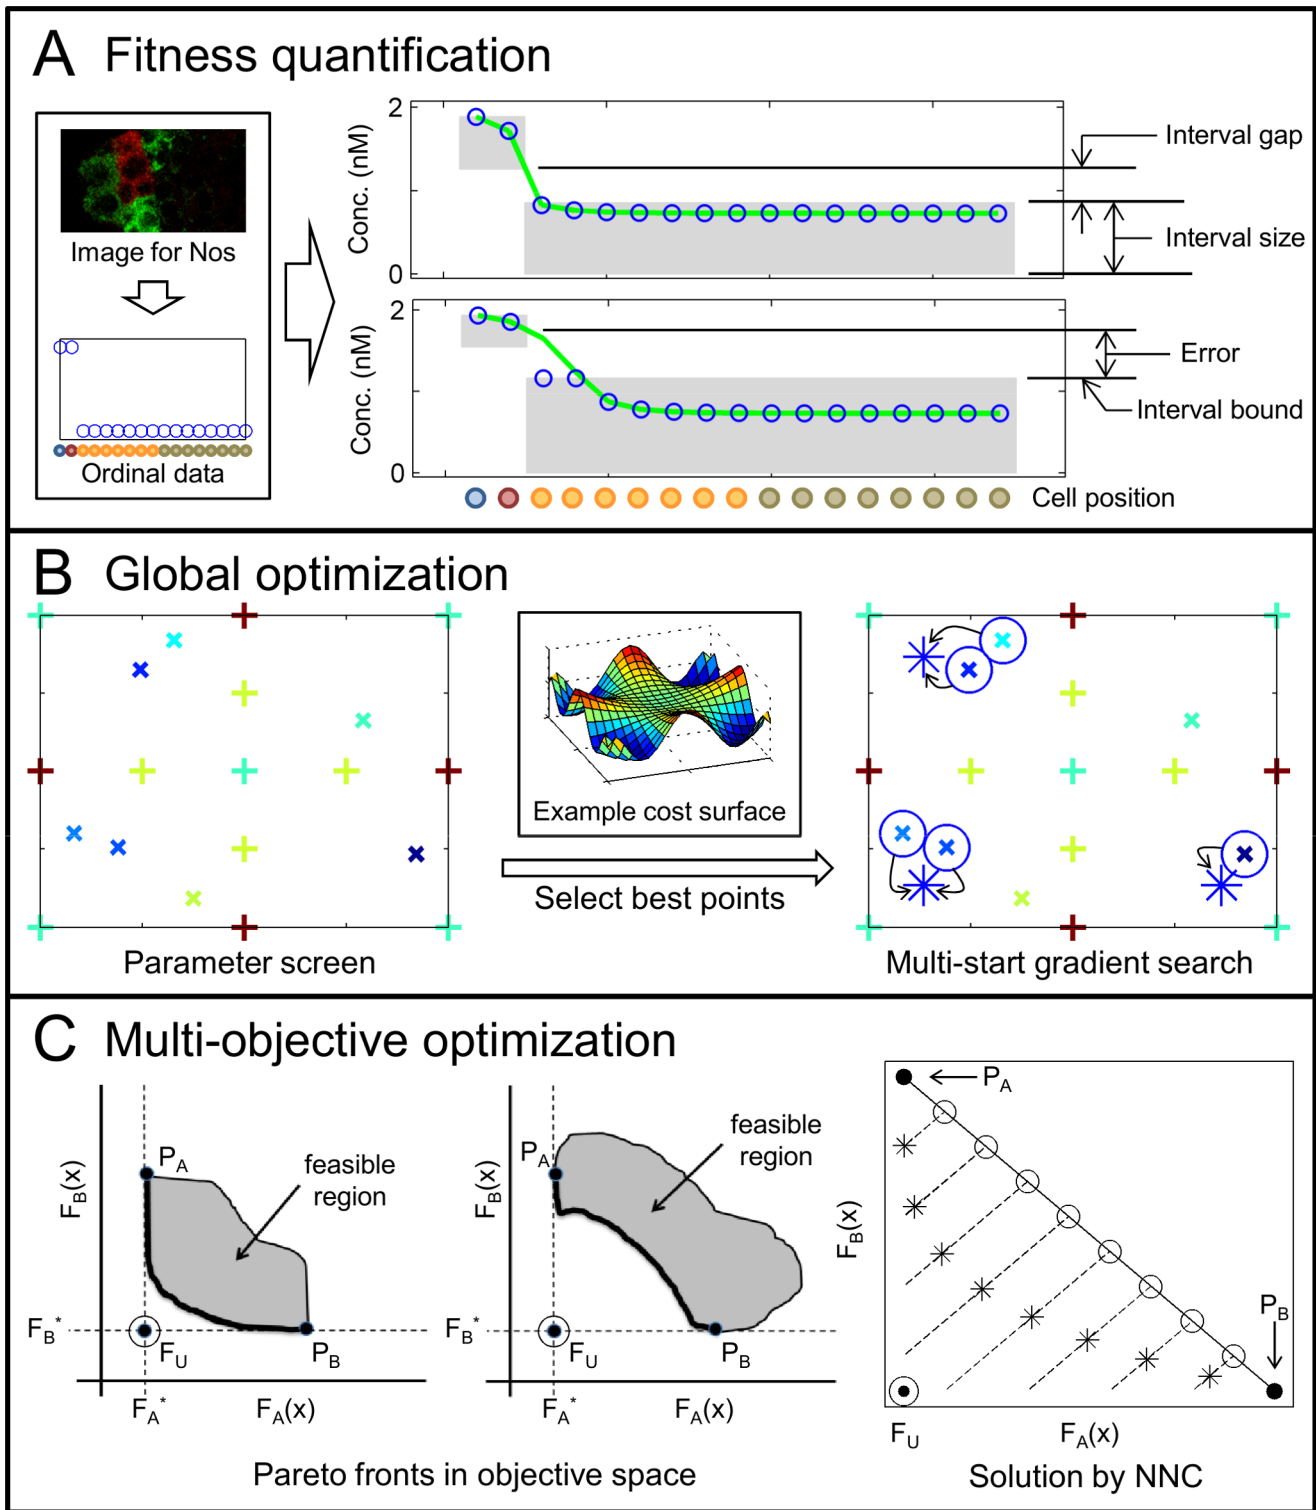 A Fitness quantification
Image for Nos
Ordinal data
2
Conc. (nM)
0
Interval gap
Interval size
2
Conc. (nM)
0
Error
Interval bound
Cell position
B Global optimization
Parameter screen
Example cost surface
Select best points
Multi-start gradient search
C Multi-objective optimization
F_B(x)
P_A
feasible
region
F_B*
F_U
P_B
F_A*
F_A(x)
F_B(x)
P_A
feasible
region
F_B*
F_U
P_B
F_A*
F_A(x)
Pareto fronts in objective space
F_B(x)
P_A
P_B
F_U
F_A(x)
Solution by NNC